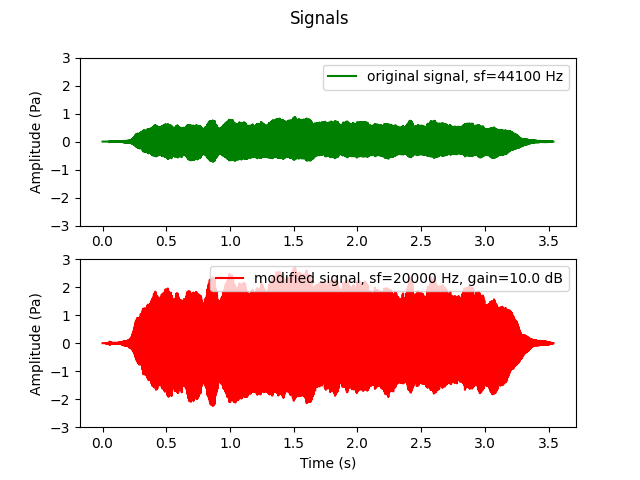 Signals
3
2
1
0
−1
−2
−3
Amplitude (Pa)
original signal, sf=44100 Hz
0.0 0.5 1.0 1.5 2.0 2.5 3.0 3.5
3
2
1
0
−1
−2
−3
Amplitude (Pa)
modified signal, sf=20000 Hz, gain=10.0 dB
0.0 0.5 1.0 1.5 2.0 2.5 3.0 3.5
Time (s)